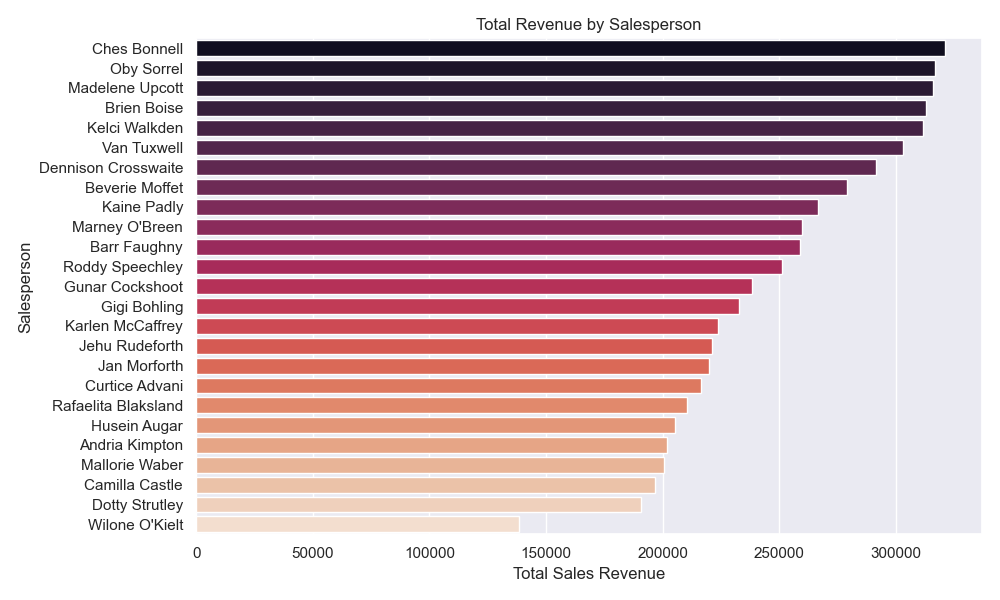 Total Revenue by Salesperson
Salesperson
Ches Bonnell
Oby Sorrel
Madelene Upcott
Brien Boise
Kelci Walkden
Van Tuxwell
Dennison Crosswaite
Beverie Moffet
Kaine Padly
Marney O'Breen
Barr Faughny
Roddy Speechley
Gunar Cockshoot
Gigi Bohling
Karlen McCaffrey
Jehu Rudeforth
Jan Morforth
Curtice Advani
Rafaelita Blaksland
Husein Augar
Andria Kimpton
Mallorie Waber
Camilla Castle
Dotty Strutley
Wilone O'Kielt
0 50000 100000 150000 200000 250000 300000
Total Sales Revenue